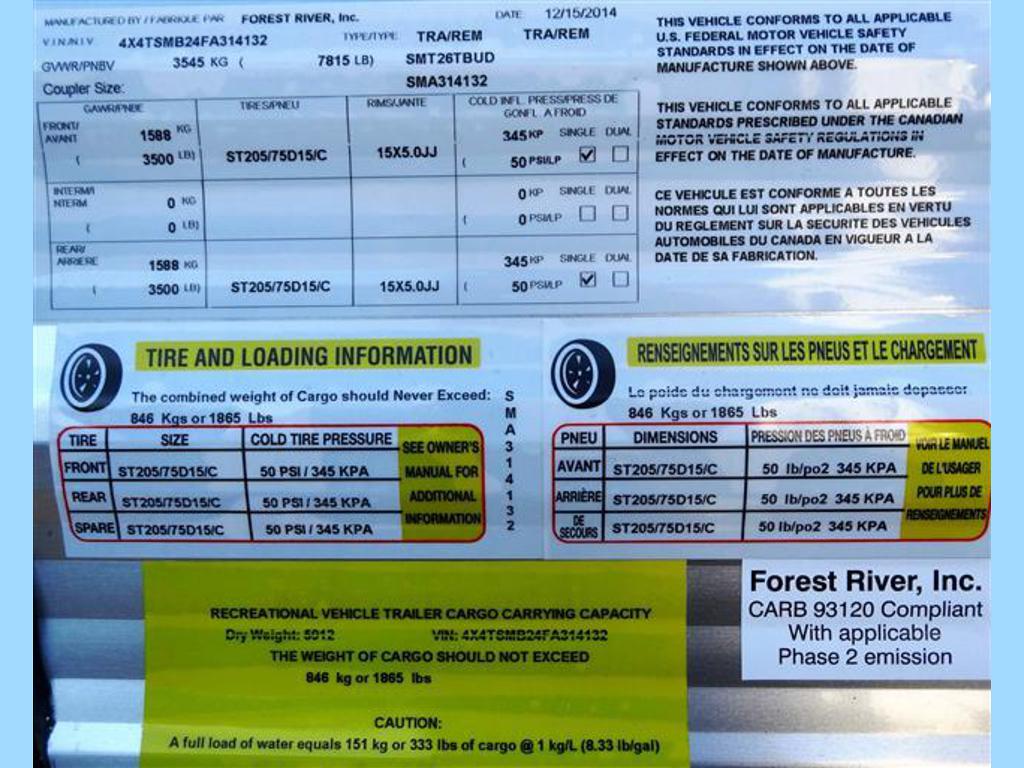 MANUFACTURED BY / FABRIQUE PAR FOREST RIVER, Inc. DATE 12/15/2014
V.I.N./N.I.V 4X4TSMB24FA314132 TYPE/TYPE TRA/REM TRA/REM
GVWR/PNBV 3545 KG ( 7815 LB) SMT26TBUD
Coupler Size: SMA314132
GAWR/PNBE TIRES/PNEU RIMS/JANTE COLD INFL. PRESS/PRESS DE GONFL. A FROID
FRONT/ AVANT 1588 KG 345 KP SINGLE DUAL
( 3500 LB) ST205/75D15/C 15X5.0JJ ( 50 PSI/LP
INTERM/ NTERM 0 KG 0 KP SINGLE DUAL
( 0 LB) ( 0 PSI/LP
REAR/ ARRIERE 1588 KG 345 KP SINGLE DUAL
( 3500 LB) ST205/75D15/C 15X5.0JJ ( 50 PSI/LP
THIS VEHICLE CONFORMS TO ALL APPLICABLE
U.S. FEDERAL MOTOR VEHICLE SAFETY
STANDARDS IN EFFECT ON THE DATE OF
MANUFACTURE SHOWN ABOVE.
THIS VEHICLE CONFORMS TO ALL APPLICABLE
STANDARDS PRESCRIBED UNDER THE CANADIAN
MOTOR VEHICLE SAFETY REGULATIONS IN
EFFECT ON THE DATE OF MANUFACTURE.
CE VEHICULE EST CONFORME A TOUTES LES
NORMES QUI LUI SONT APPLICABLES EN VERTU
DU REGLEMENT SUR LA SECURITE DES VEHICULES
AUTOMOBILES DU CANADA EN VIGUEUR A LA
DATE DE SA FABRICATION.
TIRE AND LOADING INFORMATION
The combined weight of Cargo should Never Exceed:
846 Kgs or 1865 Lbs
TIRE SIZE COLD TIRE PRESSURE
FRONT ST205/75D15/C 50 PSI / 345 KPA
REAR ST205/75D15/C 50 PSI / 345 KPA
SPARE ST205/75D15/C 50 PSI / 345 KPA
SEE OWNER'S
MANUAL FOR
ADDITIONAL
INFORMATION
SMA314132
RENSEIGNEMENTS SUR LES PNEUS ET LE CHARGEMENT
Le poids du chargement ne doit jamais depasser:
846 Kgs or 1865 Lbs
PNEU DIMENSIONS PRESSION DES PNEUS À FROID
AVANT ST205/75D15/C 50 lb/po2 345 KPA
ARRIÈRE ST205/75D15/C 50 lb/po2 345 KPA
DE SECOURS ST205/75D15/C 50 lb/po2 345 KPA
VOIR LE MANUEL
DE L'USAGER
POUR PLUS DE
RENSEIGNEMENTS
RECREATIONAL VEHICLE TRAILER CARGO CARRYING CAPACITY
Dry Weight: 5912 VIN: 4X4TSMB24FA314132
THE WEIGHT OF CARGO SHOULD NOT EXCEED
846 kg or 1865 lbs
CAUTION:
A full load of water equals 151 kg or 333 lbs of cargo @ 1 kg/L (8.33 lb/gal)
Forest River, Inc.
CARB 93120 Compliant
With applicable
Phase 2 emission